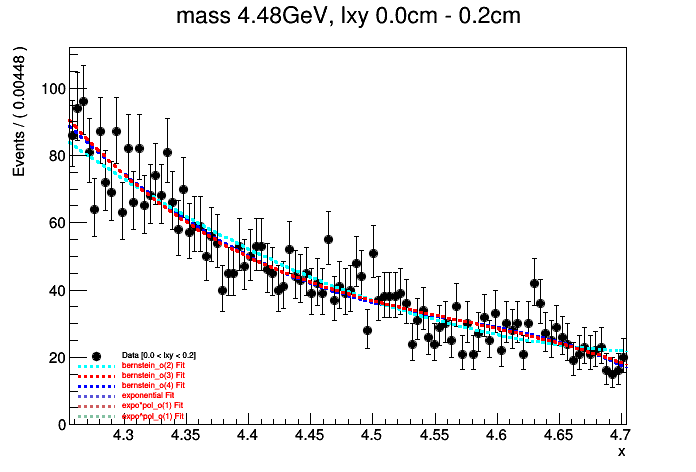 mass 4.48GeV, lxy 0.0cm - 0.2cm
Events / ( 0.00448 )
100
80
60
40
20
0
Data [0.0 < lxy < 0.2]
bernstein_o(2) Fit
bernstein_o(3) Fit
bernstein_o(4) Fit
exponential Fit
expo*pol_o(1) Fit
expo^pol_o(1) Fit
4.3 4.35 4.4 4.45 4.5 4.55 4.6 4.65 4.7
x